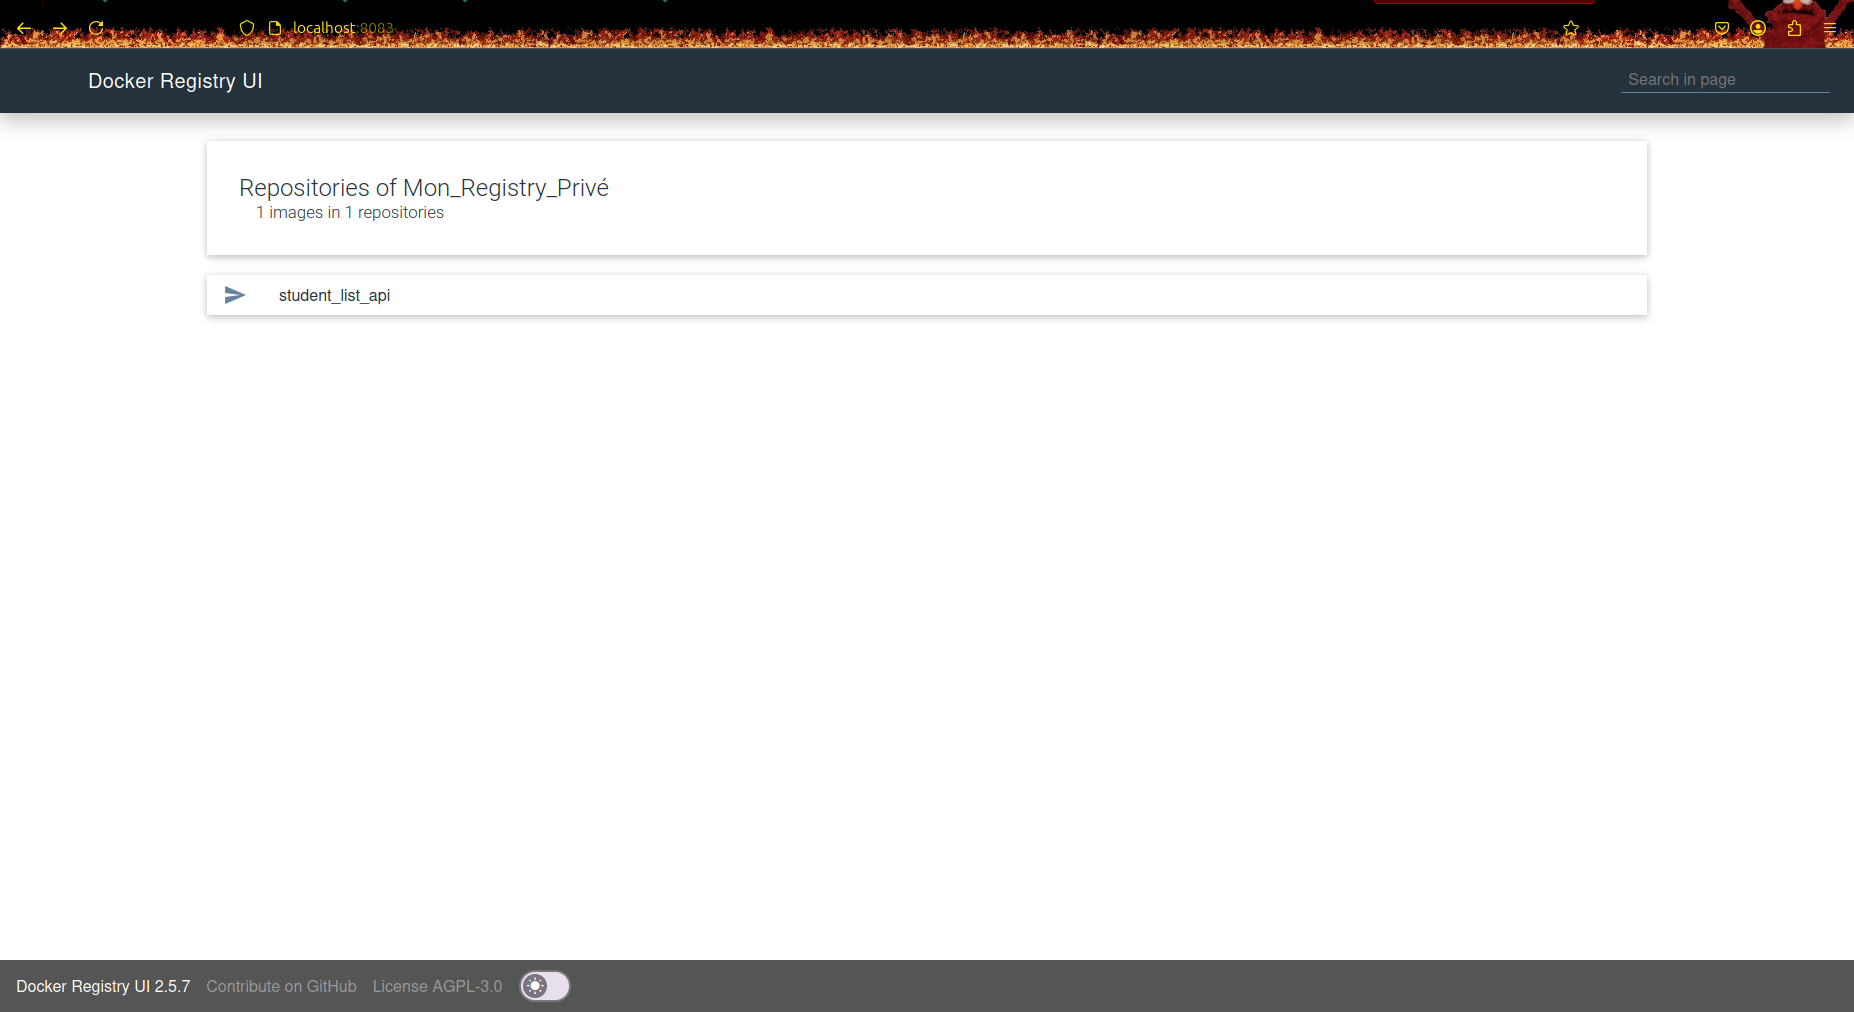 localhost:8083
Docker Registry UI
Search in page
Repositories of Mon_Registry_Privé
1 images in 1 repositories
student_list_api
Docker Registry UI 2.5.7 Contribute on GitHub License AGPL-3.0